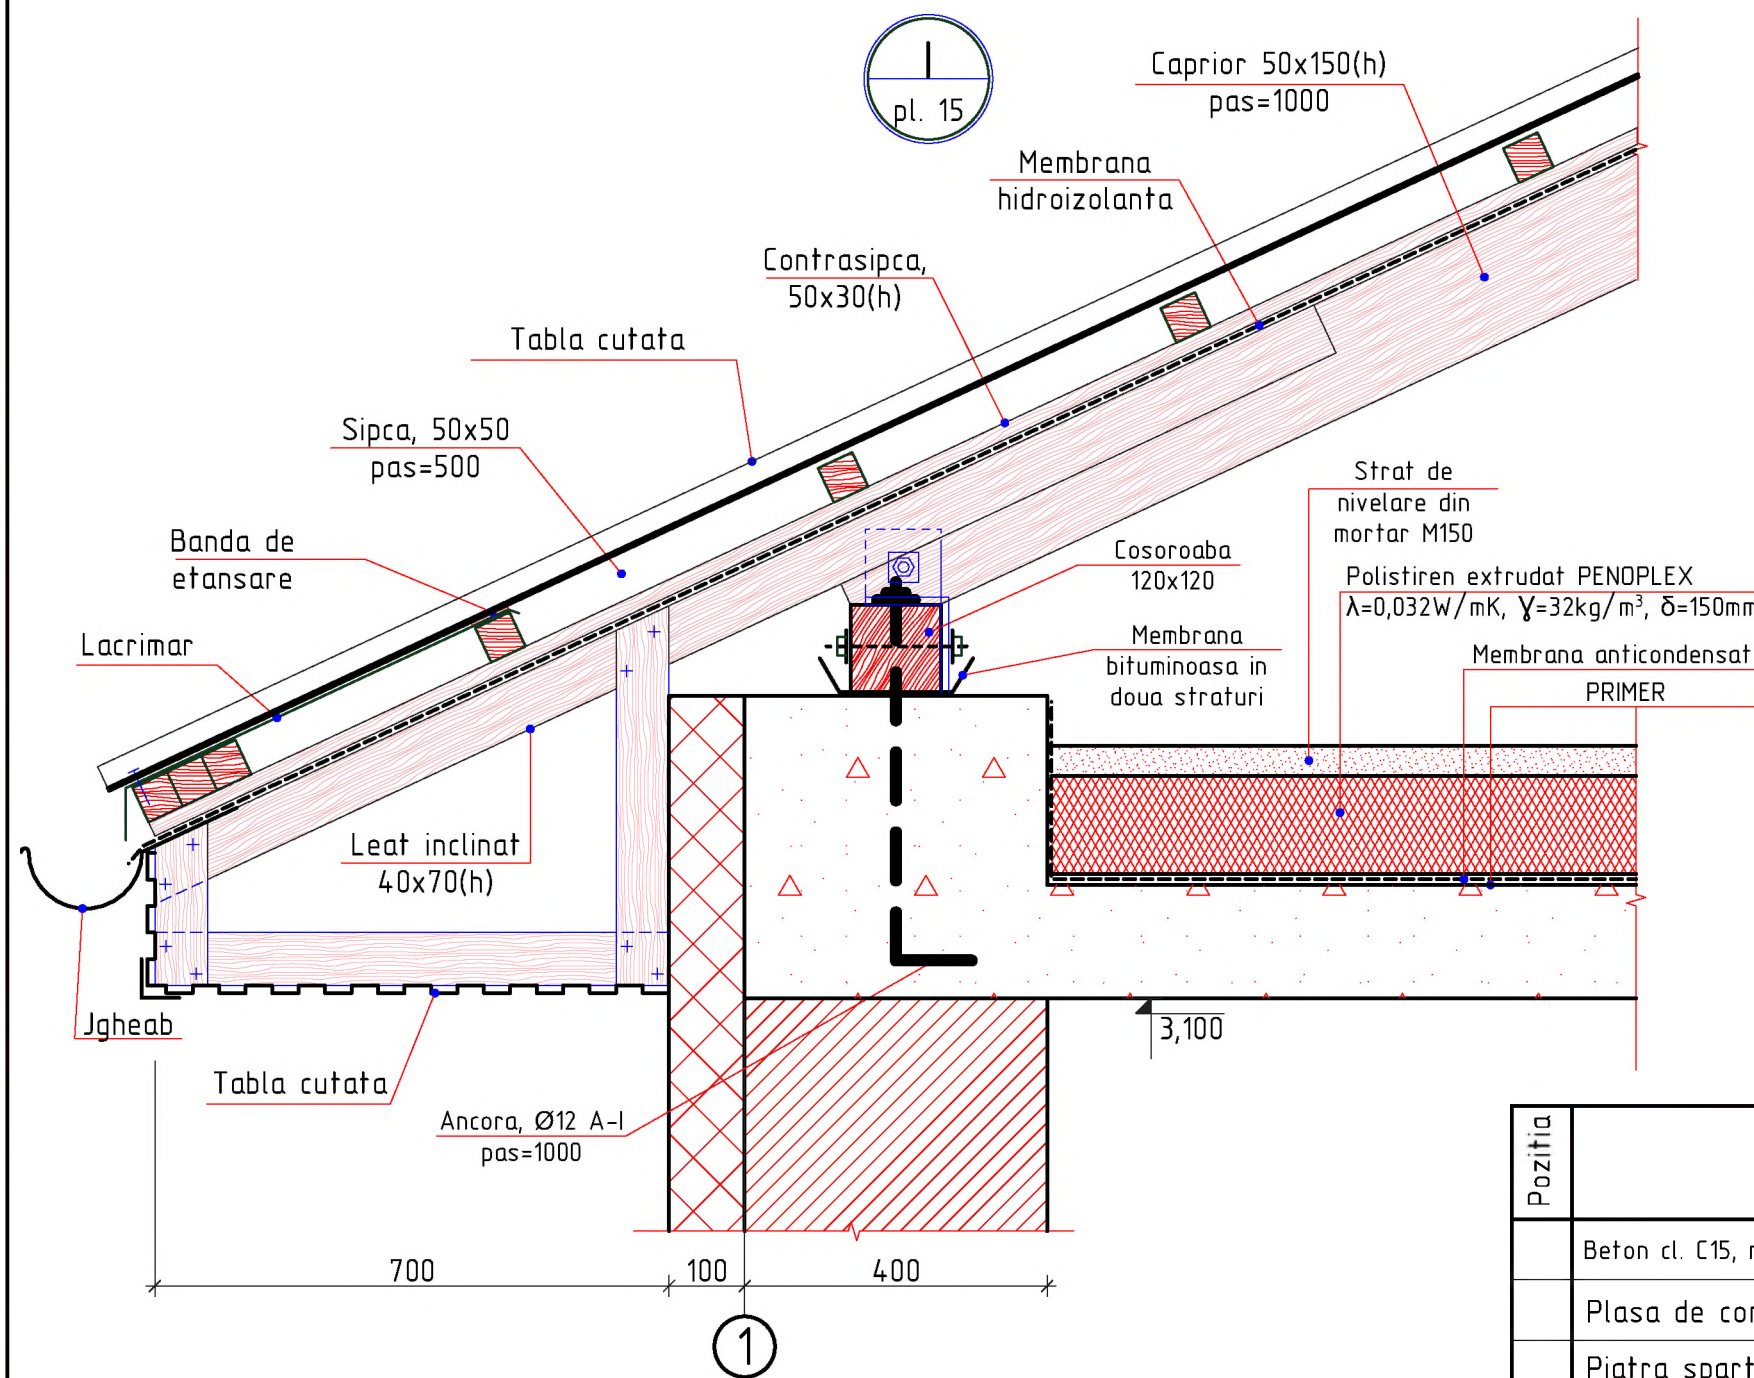 I
pl. 15
Caprior 50x150(h)
pas=1000
Membrana
hidroizolanta
Contrasipca,
50x30(h)
Tabla cutata
Sipca, 50x50
pas=500
Banda de
etansare
Lacrimar
Strat de
nivelare din
mortar M150
Cosoroaba
120x120
Polistiren extrudat PENOPLEX
λ=0,032W/mK, ɣ=32kg/m³, δ=150mm
Membrana
bituminoasa in
doua straturi
Membrana anticondensat
PRIMER
Leat inclinat
40x70(h)
Jgheab
Tabla cutata
Ancora, Ø12 A-I
pas=1000
3,100
700
100
400
1
Pozitia
Beton cl. C15,
Plasa de
Piatra